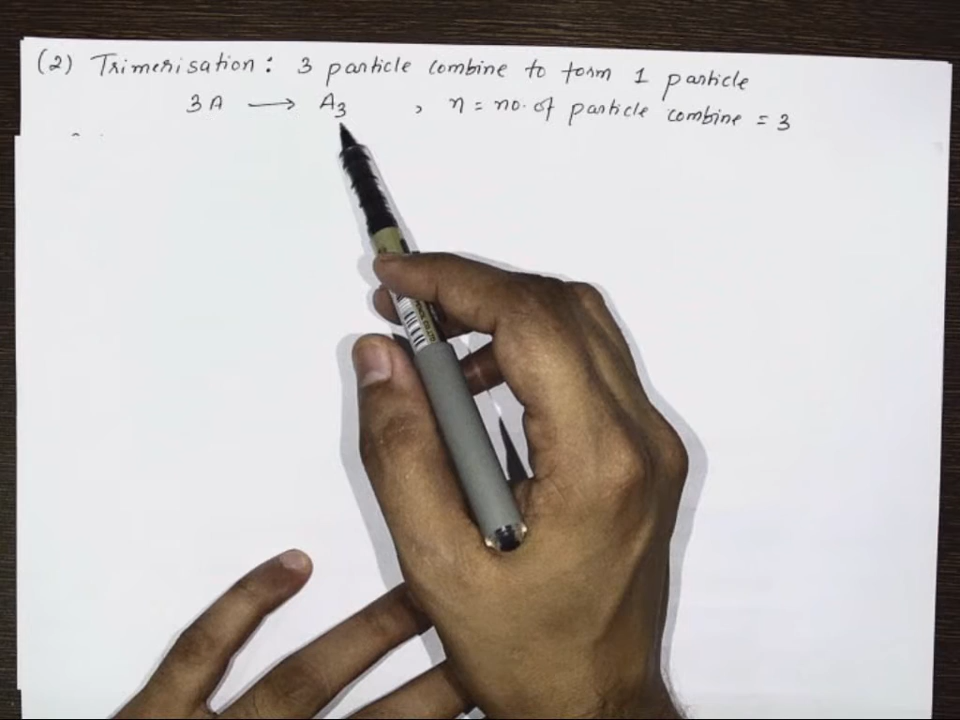 (2) Trimerisation: 3 particle combine to form 1 particle
3A ⟶ A₃ , n = no. of particle combine = 3